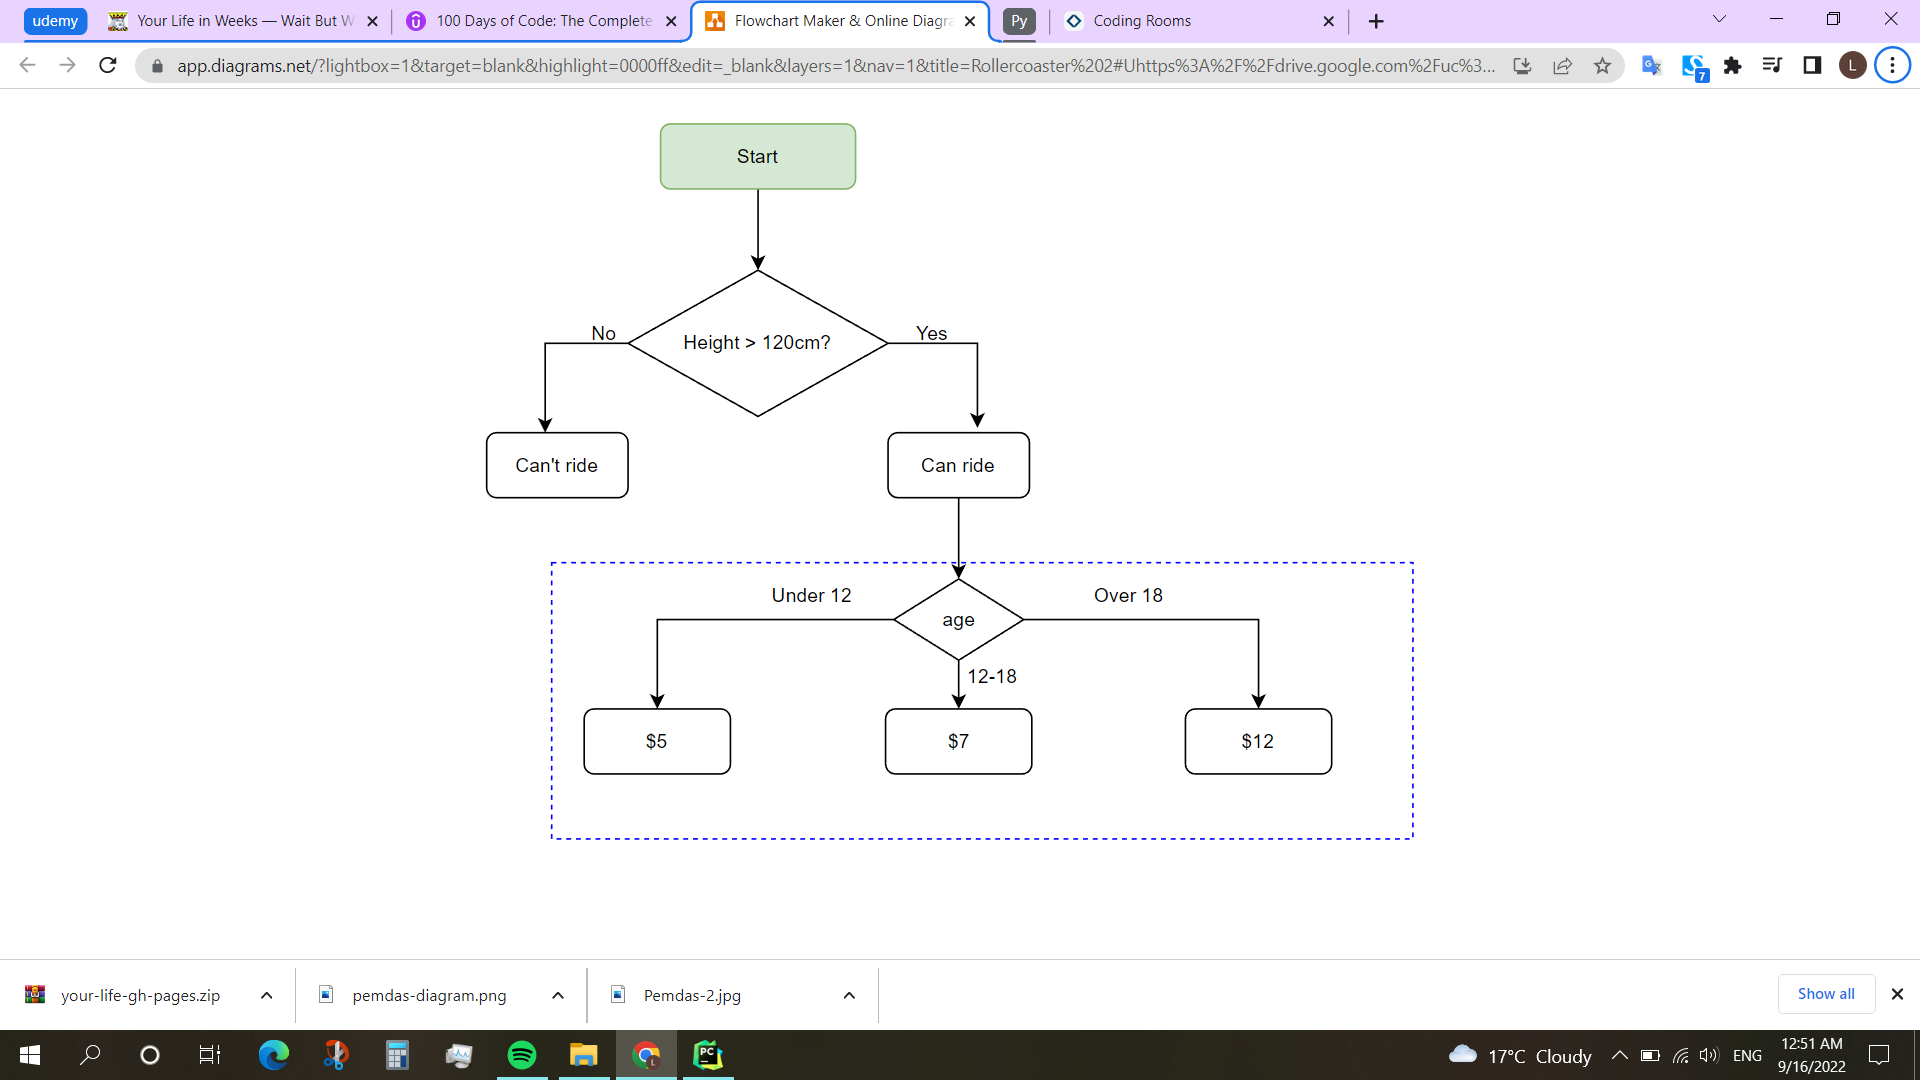 udemy
Your Life in Weeks — Wait But W
100 Days of Code: The Complete
Flowchart Maker & Online Diagra
Py
Coding Rooms
app.diagrams.net/?lightbox=1&target=blank&highlight=0000ff&edit=_blank&layers=1&nav=1&title=Rollercoaster%202#Uhttps%3A%2F%2Fdrive.google.com%2Fuc%3...
7
L
Start
Height > 120cm?
No
Yes
Can't ride
Can ride
Under 12
age
Over 18
12-18
$5
$7
$12
your-life-gh-pages.zip
pemdas-diagram.png
Pemdas-2.jpg
Show all
PC
17°C Cloudy
ENG
12:51 AM
9/16/2022